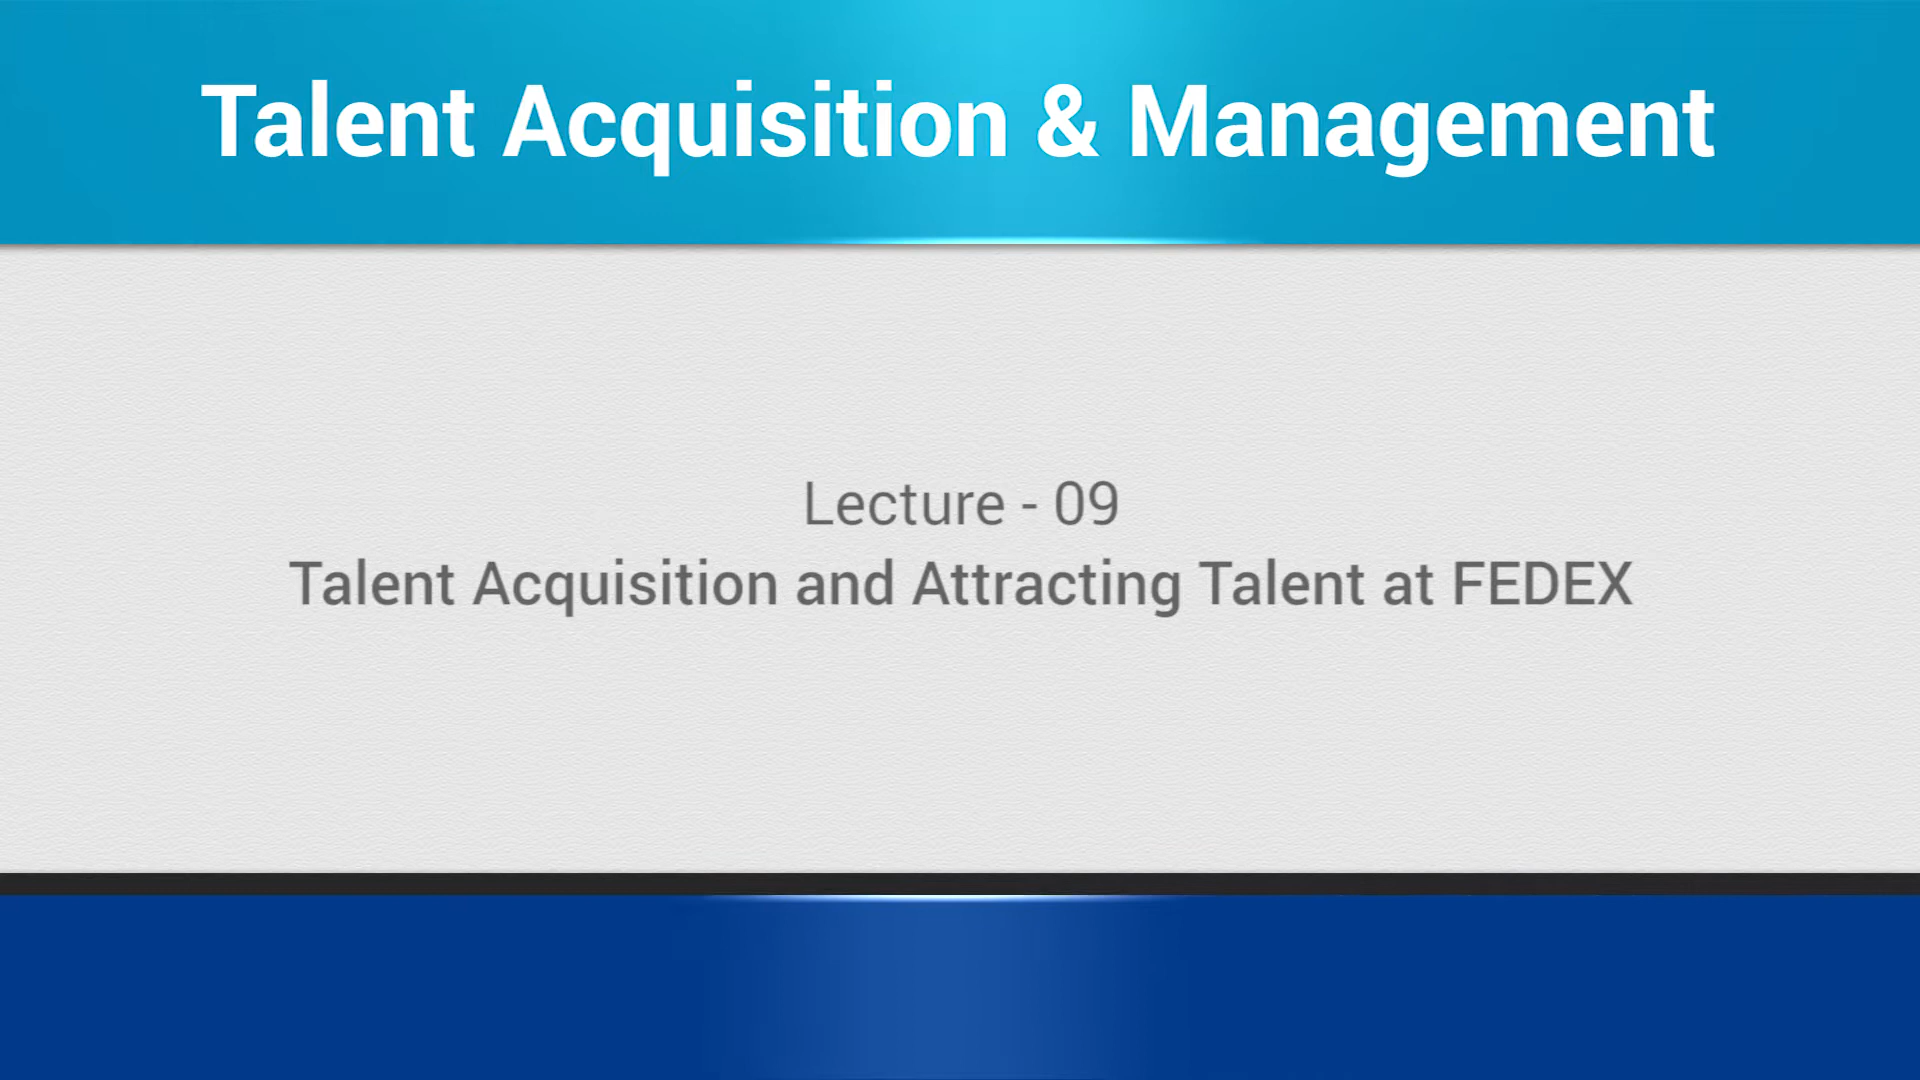 Talent Acquisition & Management
Lecture - 09
Talent Acquisition and Attracting Talent at FEDEX